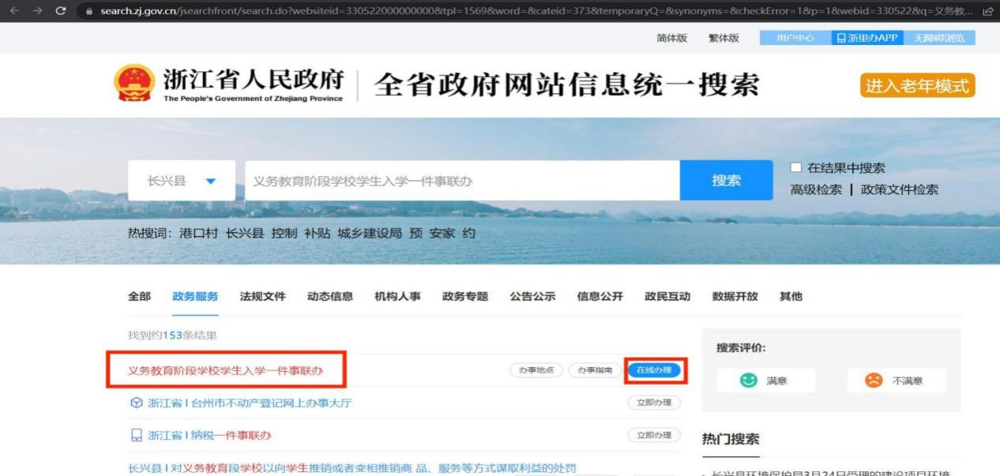 search.zj.gov.cn/jsearchfront/search.do?websiteid=330522000000000&tpl=1569&word=&cateid=373&temporaryQ=&synonyms=&checkError=1&p=1&webid=330522&q=义务教...
简体版 繁体版 用户中心 浙里办APP 无障碍浏览
浙江省人民政府 全省政府网站信息统一搜索 进入老年模式
The People's Government of Zhejiang Province
长兴县 义务教育阶段学校学生入学一件事联办 搜索
在结果中搜索
高级检索 | 政策文件检索
热搜词: 港口村 长兴县 控制 补贴 城乡建设局 预 安家 约
全部 政务服务 法规文件 动态信息 机构人事 政务专题 公告公示 信息公开 政民互动 数据开放 其他
找到约153条结果
义务教育阶段学校学生入学一件事联办 办事地点 办事指南 在线办理
浙江省 | 台州市不动产登记网上办事大厅 立即办理
浙江省 | 纳税一件事联办 立即办理
长兴县 | 对义务教育段学校以向学生推销或者变相推销商 品、服务等方式谋取利益的处罚
搜索评价:
满意 不满意
热门搜索
长兴县环境保护局3月24日受理的建设项目环境